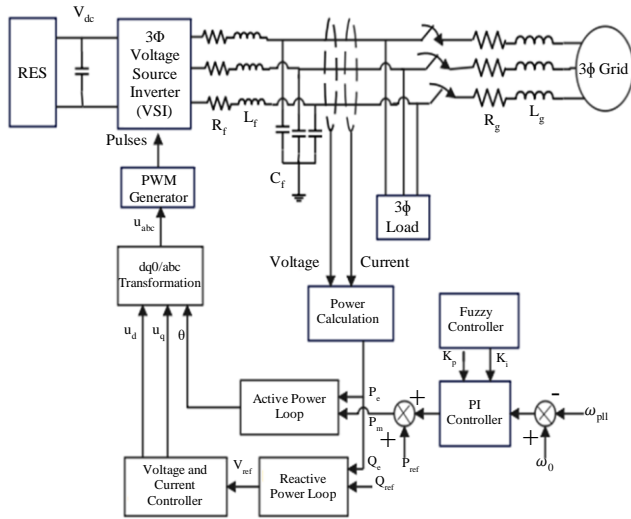 V_dc
RES
3Φ
Voltage
Source
Inverter
(VSI)
R_f
L_f
C_f
R_g
L_g
3ϕ Grid
Pulses
PWM
Generator
u_abc
dq0/abc
Transformation
u_d
u_q
θ
3ϕ
Load
Voltage
Current
Power
Calculation
Fuzzy
Controller
K_p
K_i
PI
Controller
+
-
ω_pll
+
ω_0
Active Power
Loop
P_e
P_m
+
P_ref
Voltage and
Current
Controller
V_ref
Reactive
Power Loop
Q_e
Q_ref